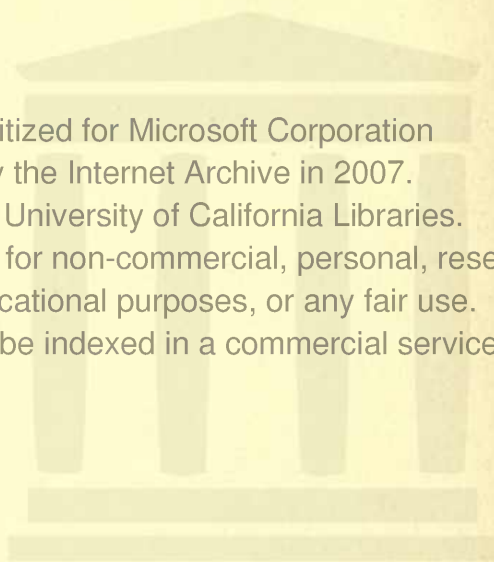 itized for Microsoft Corporation
y the Internet Archive in 2007.
University of California Libraries.
for non-commercial, personal, rese
cational purposes, or any fair use.
be indexed in a commercial service